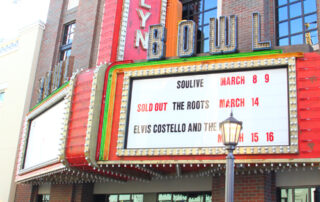 LYN
BOWL
SOULIVE MARCH 8 9
SOLD OUT THE ROOTS MARCH 14
ELVIS COSTELLO AND THE
MARCH 15 16